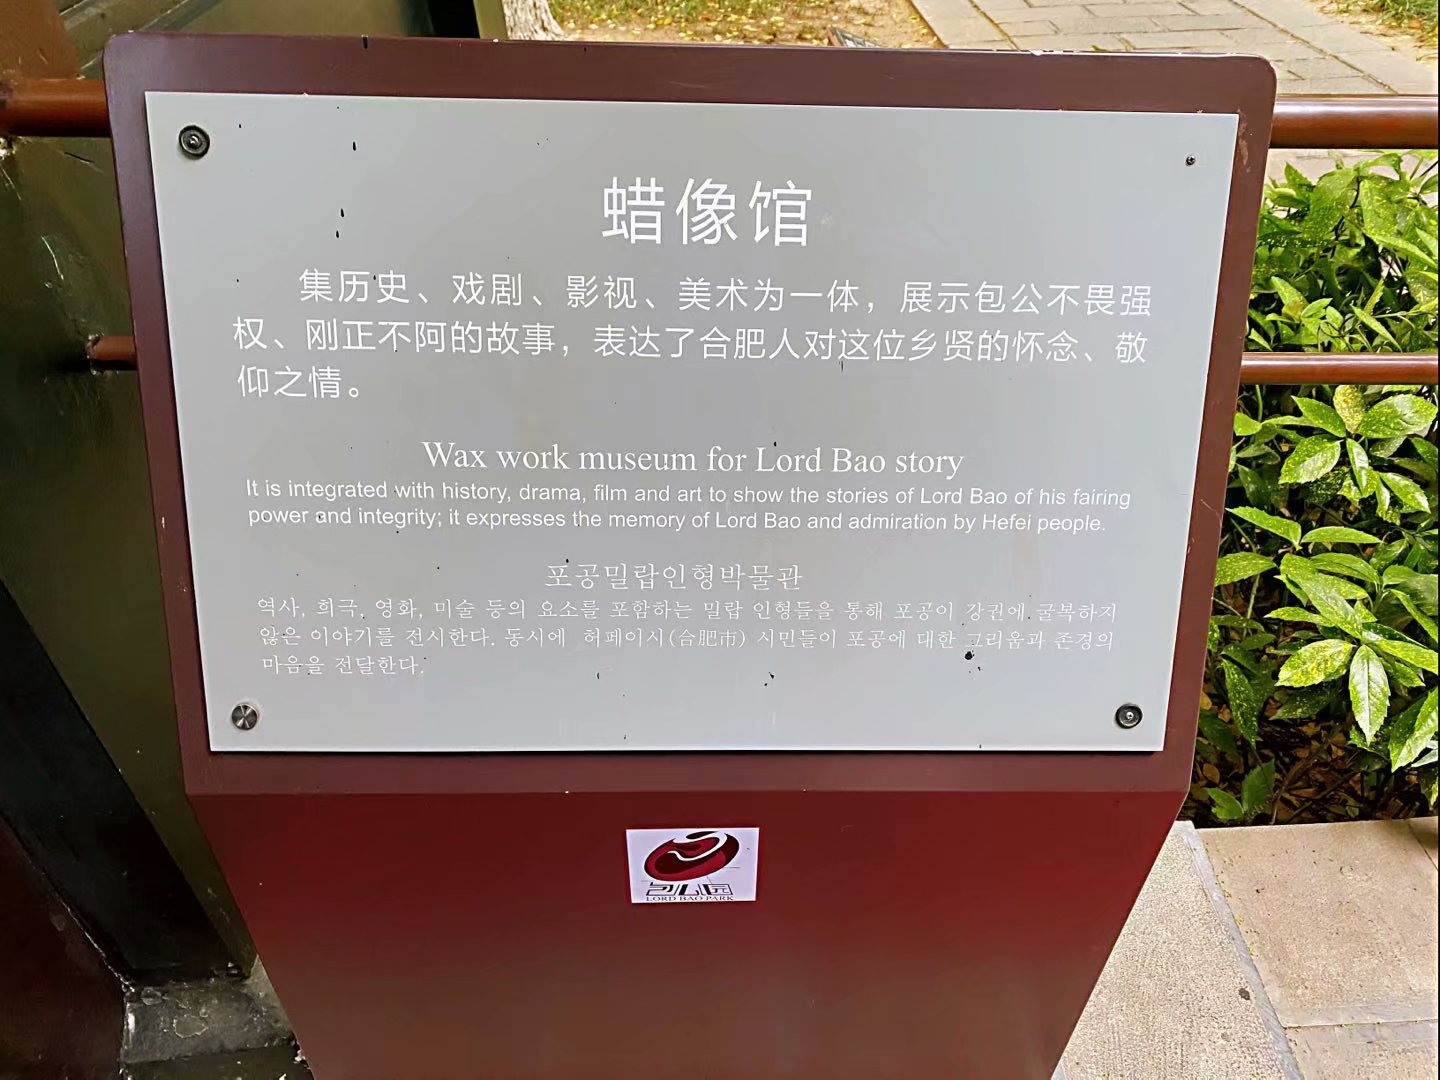 蜡像馆
集历史、戏剧、影视、美术为一体，展示包公不畏强
权、刚正不阿的故事，表达了合肥人对这位乡贤的怀念、敬
仰之情。
Wax work museum for Lord Bao story
It is integrated with history, drama, film and art to show the stories of Lord Bao of his fairing
power and integrity; it expresses the memory of Lord Bao and admiration by Hefei people.
포공밀랍인형박물관
역사, 희극, 영화, 미술 등의 요소를 포함하는 밀랍 인형들을 통해 포공이 강권에 굴복하지
않은 이야기를 전시한다. 동시에 허페이시(合肥市) 시민들이 포공에 대한 그리움과 존경의
마음을 전달한다.
包公园
LORD BAO PARK